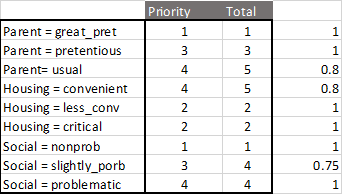 Priority Total
Parent = great_pret 1 1 1
Parent = pretentious 3 3 1
Parent= usual 4 5 0.8
Housing = convenient 4 5 0.8
Housing = less_conv 2 2 1
Housing = critical 2 2 1
Social = nonprob 1 1 1
Social = slightly_porb 3 4 0.75
Social = problematic 4 4 1